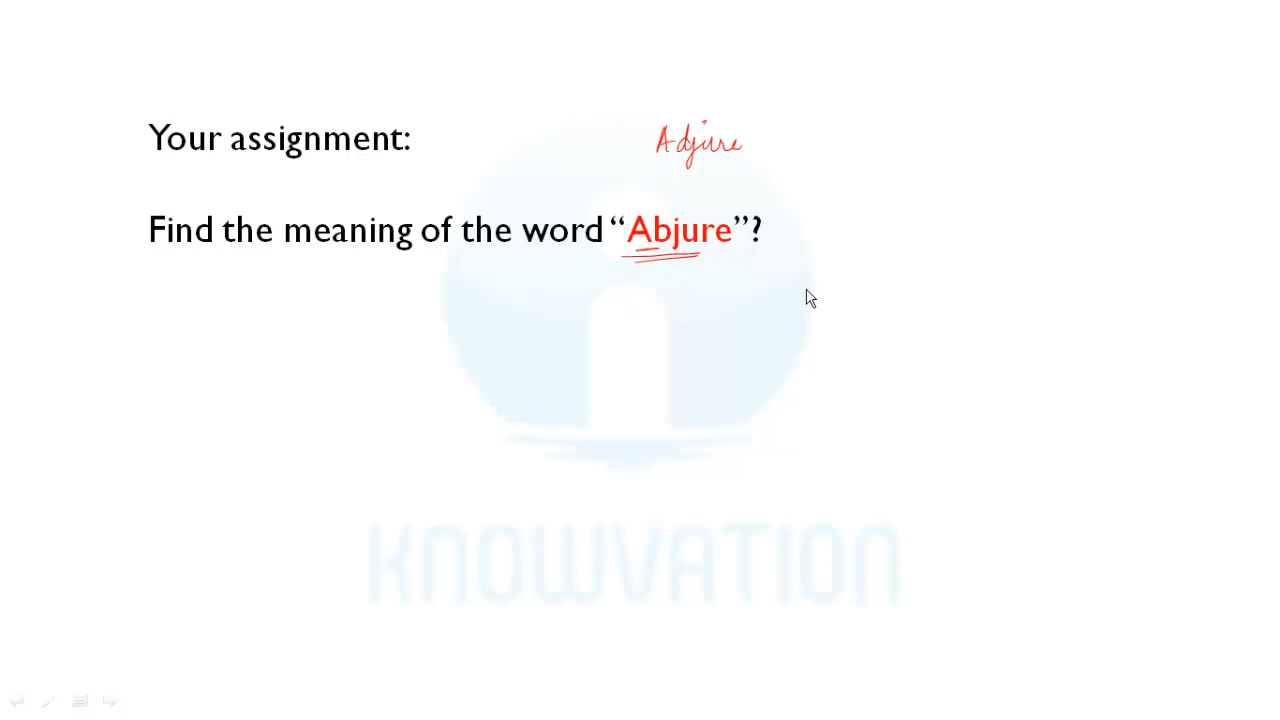 Your assignment:
Adjure
Find the meaning of the word “Abjure”?
KNOWVATION